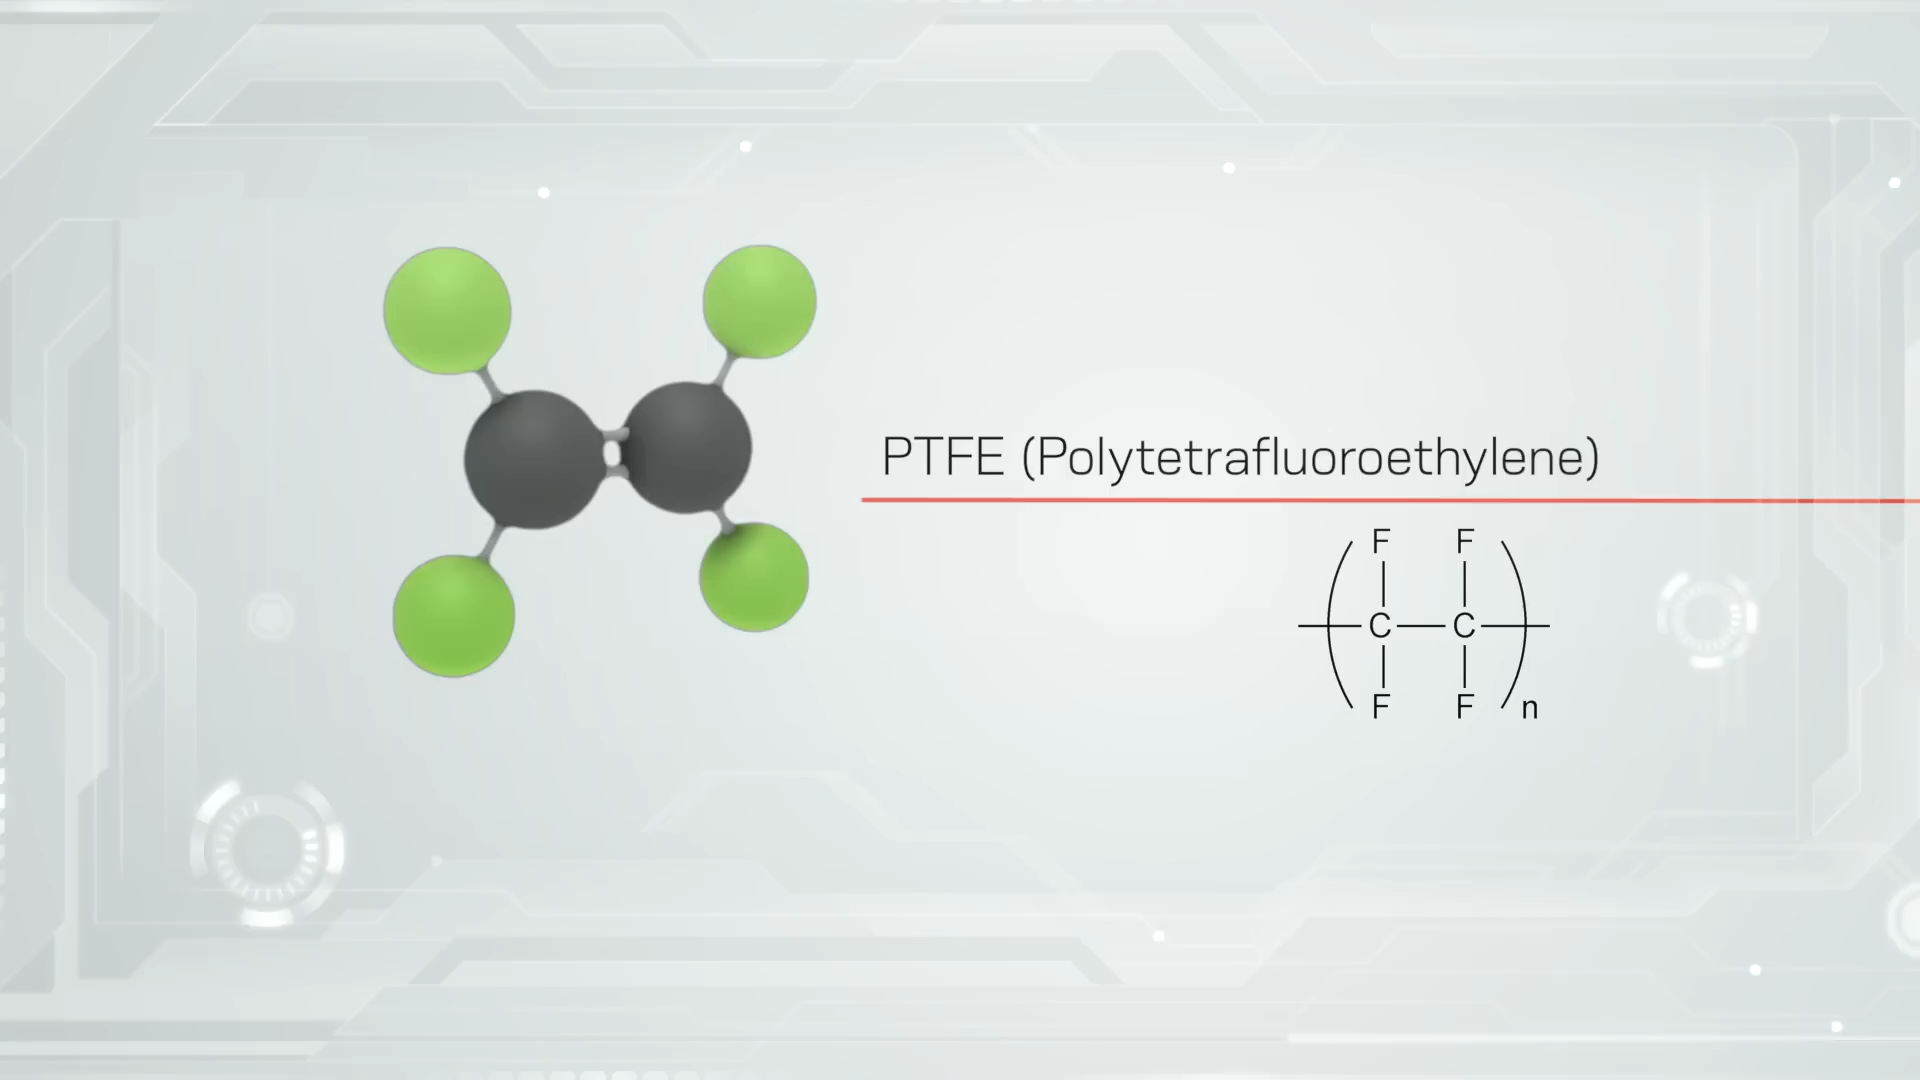 PTFE (Polytetrafluoroethylene)
F F
C C
F F n